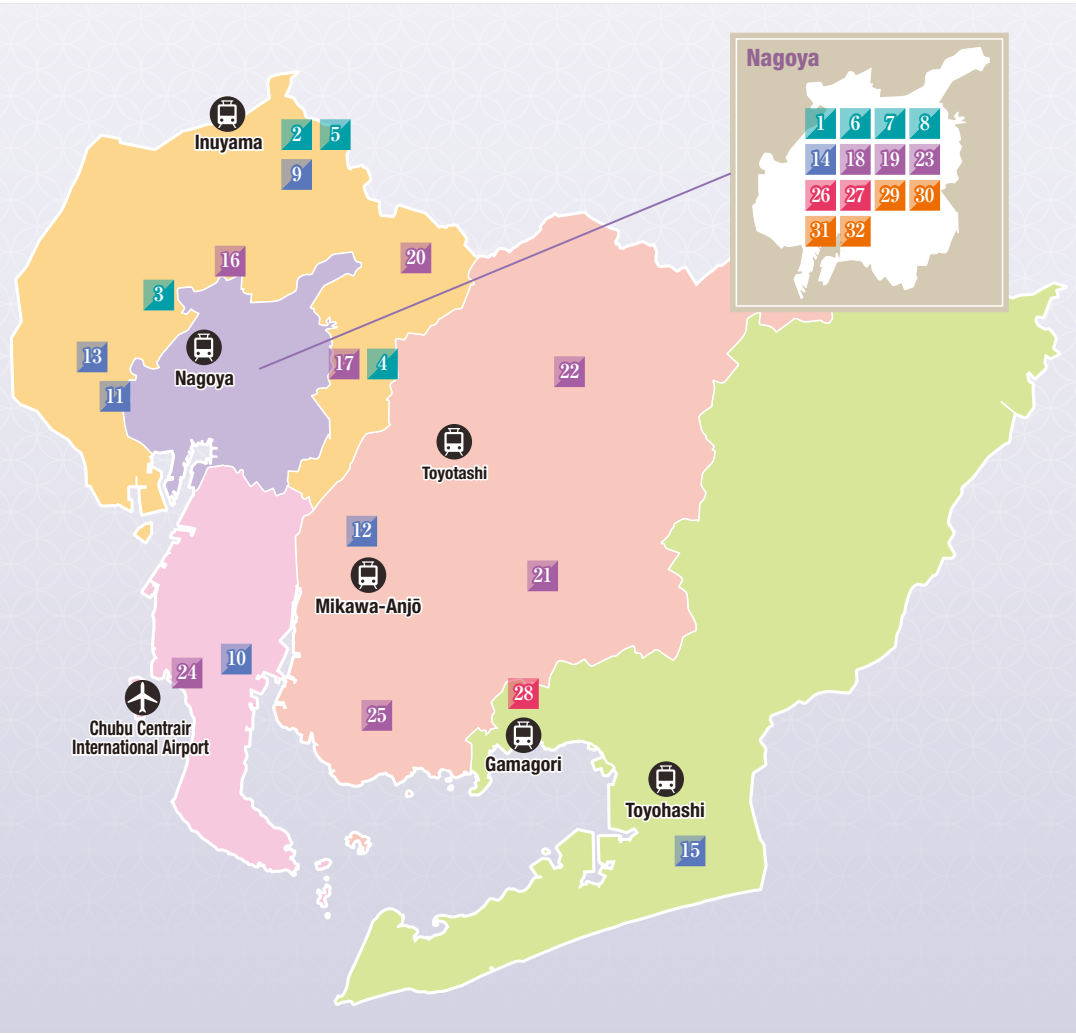 Nagoya
1 6 7 8
14 18 19 23
26 27 29 30
31 32
Inuyama
2 5
9
16
20
3
Nagoya
13
17 4
22
11
Toyotashi
12
Mikawa-Anjō
21
24
10
Chubu Centrair
International Airport
25
28
Gamagori
Toyohashi
15